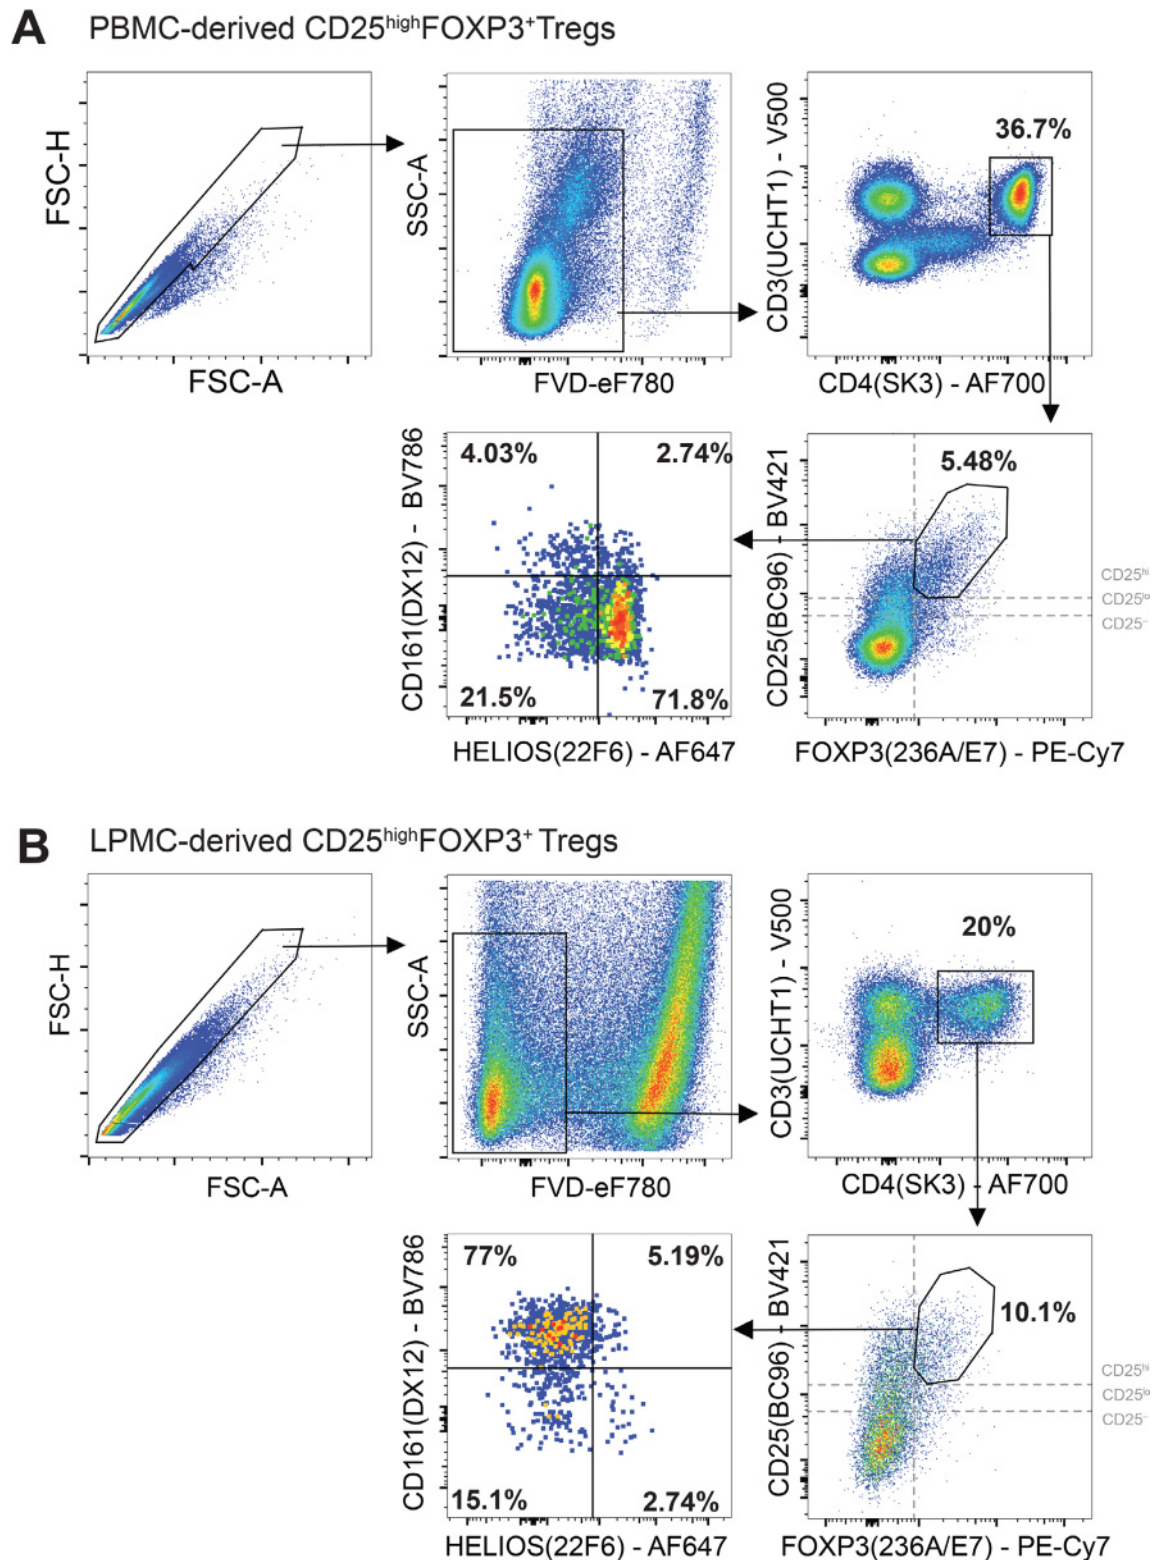 A PBMC-derived CD25highFOXP3+Tregs
FSC-H
FSC-A
SSC-A
FVD-eF780
CD3(UCHT1) - V500
36.7%
CD4(SK3) - AF700
CD161(DX12) - BV786
4.03%
2.74%
21.5%
71.8%
HELIOS(22F6) - AF647
CD25(BC96) - BV421
5.48%
CD25hi
CD25lo
CD25-
FOXP3(236A/E7) - PE-Cy7
B LPMC-derived CD25highFOXP3+ Tregs
FSC-H
FSC-A
SSC-A
FVD-eF780
CD3(UCHT1) - V500
20%
CD4(SK3) - AF700
CD161(DX12) - BV786
77%
5.19%
15.1%
2.74%
HELIOS(22F6) - AF647
CD25(BC96) - BV421
10.1%
CD25hi
CD25lo
CD25-
FOXP3(236A/E7) - PE-Cy7